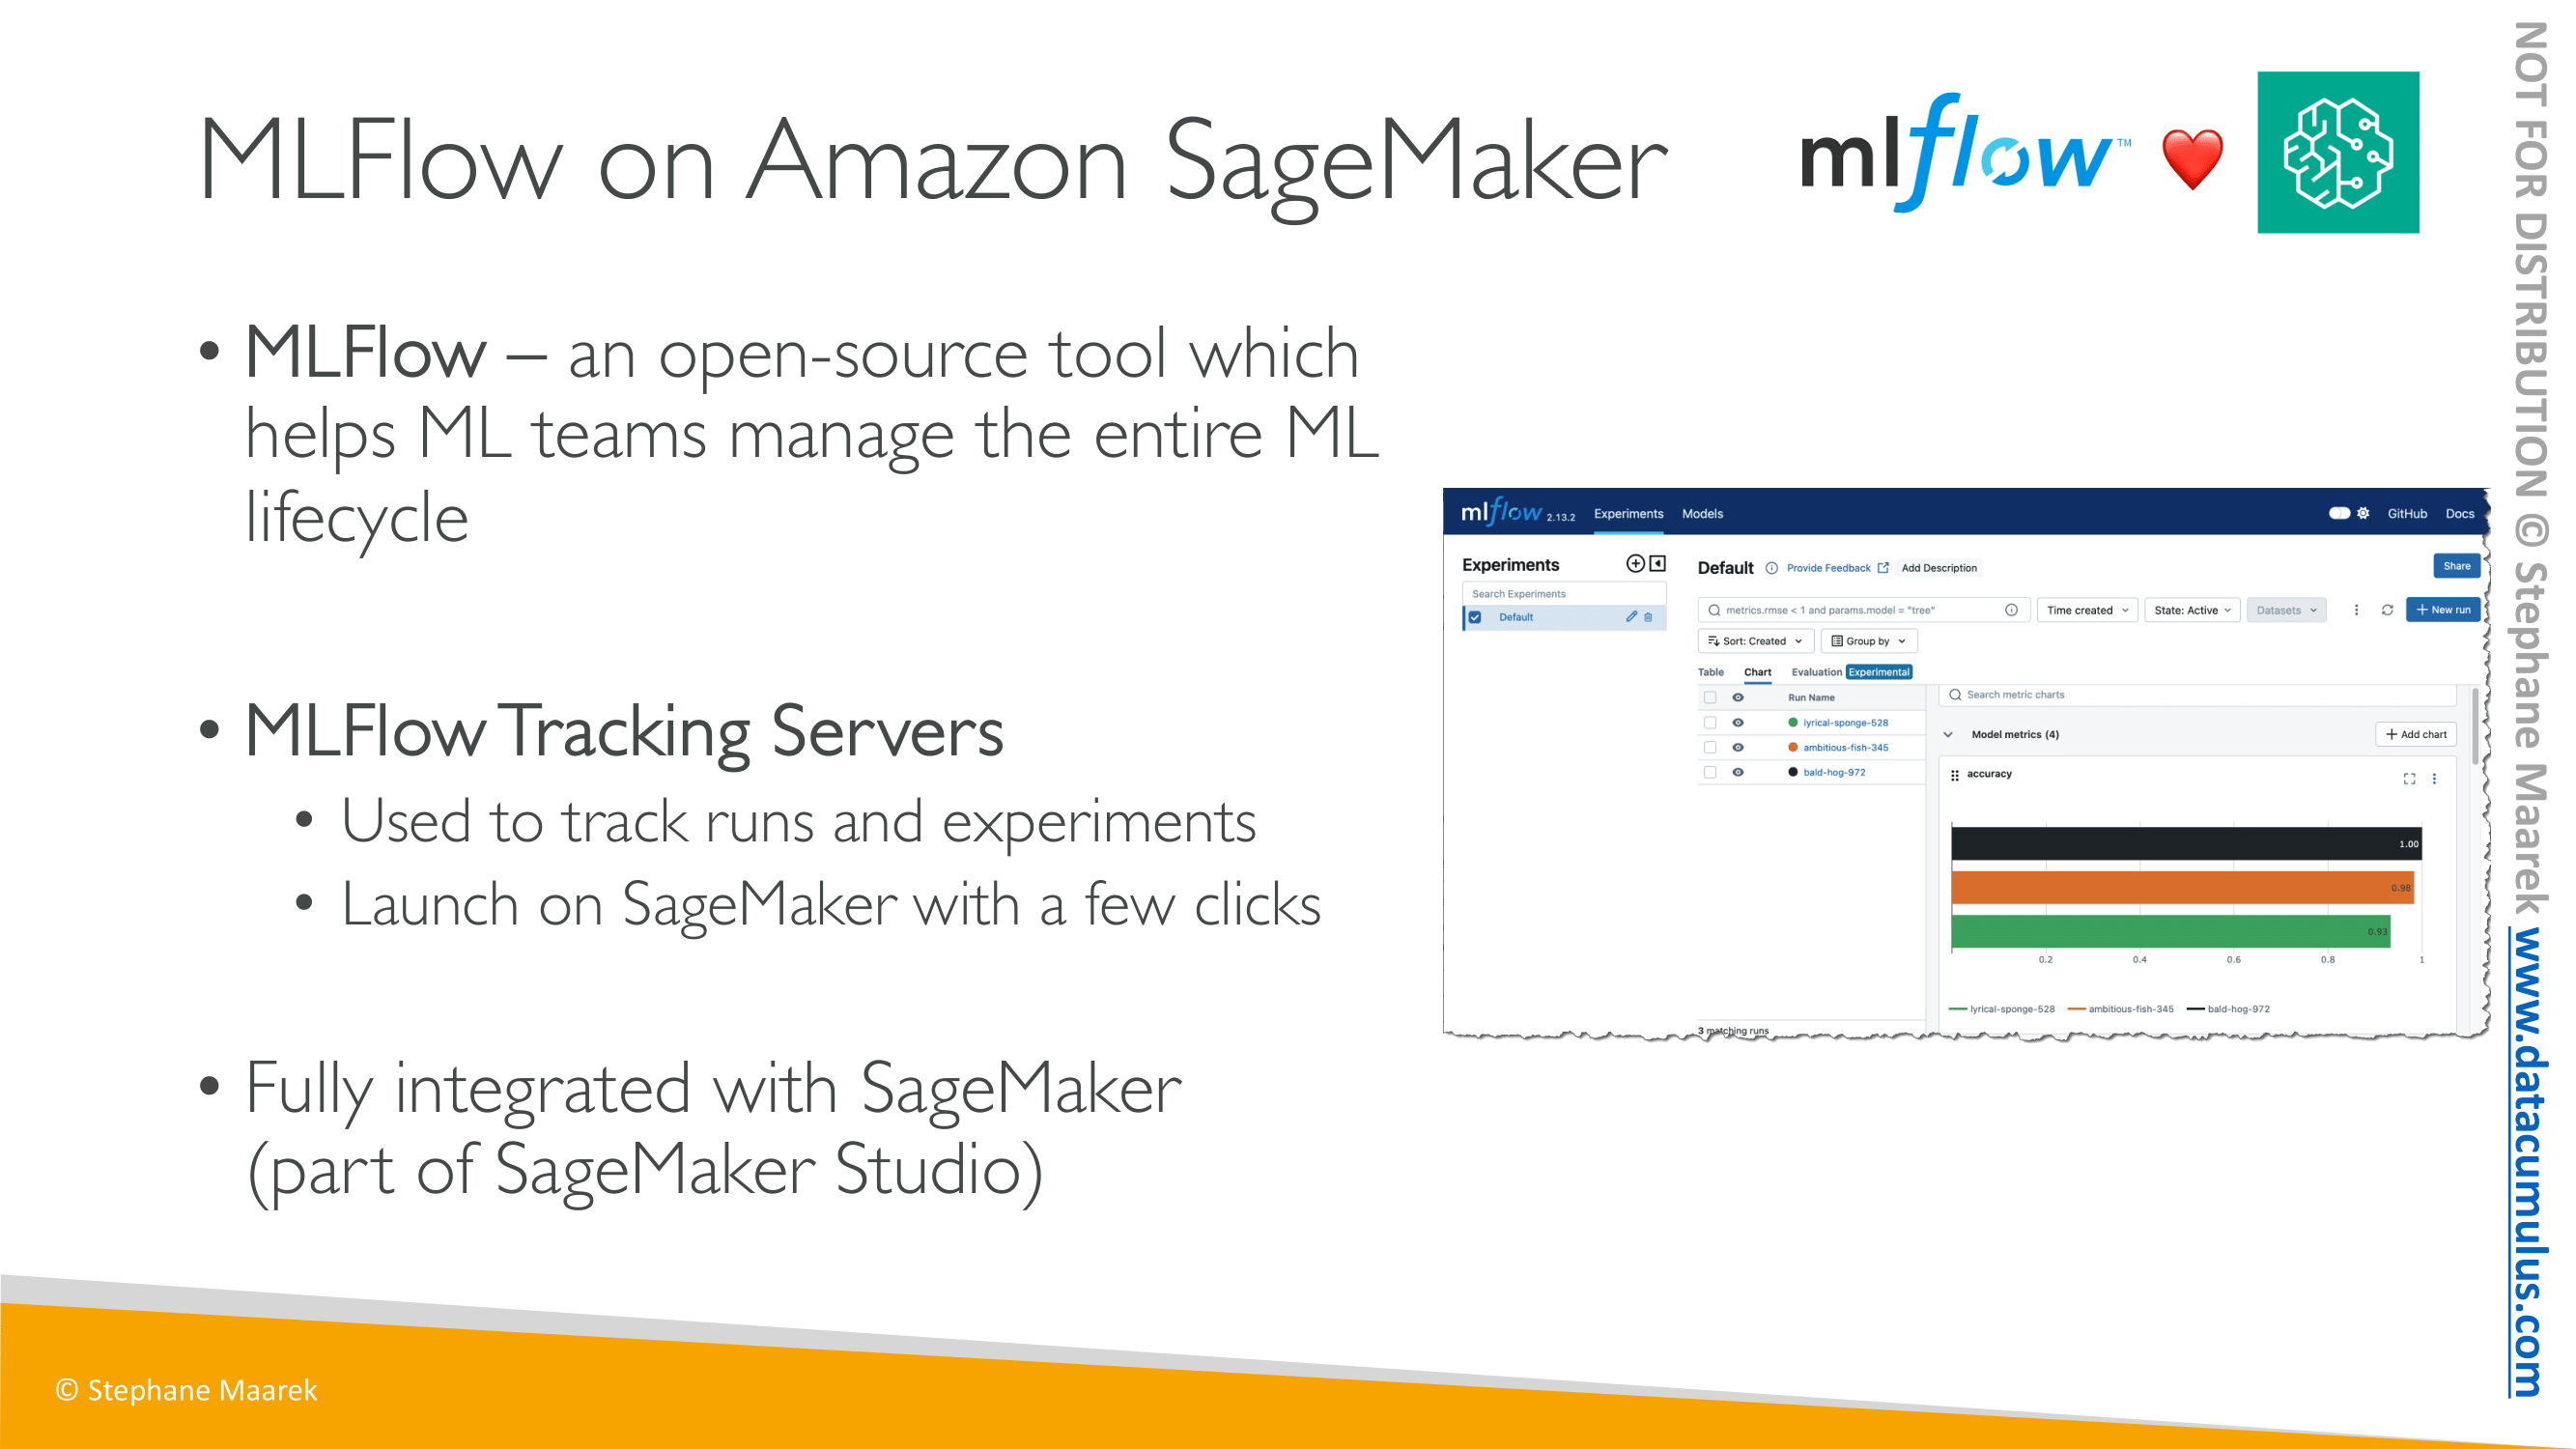 MLFlow on Amazon SageMaker
mlflow™
• MLFlow – an open-source tool which
helps ML teams manage the entire ML
lifecycle
• MLFlow Tracking Servers
• Used to track runs and experiments
• Launch on SageMaker with a few clicks
• Fully integrated with SageMaker
(part of SageMaker Studio)
mlflow 2.13.2 Experiments Models GitHub Docs
Experiments
Search Experiments
Default
Default Provide Feedback Add Description Share
metrics.rmse < 1 and params.model = "tree" Time created State: Active Datasets + New run
Sort: Created Group by
Table Chart Evaluation Experimental
Run Name
lyrical-sponge-528
ambitious-fish-345
bald-hog-972
3 matching runs
Search metric charts
Model metrics (4) + Add chart
accuracy
1.00
0.98
0.93
0.2 0.4 0.6 0.8 1
lyrical-sponge-528 ambitious-fish-345 bald-hog-972
© Stephane Maarek
NOT FOR DISTRIBUTION © Stephane Maarek www.datacumulus.com